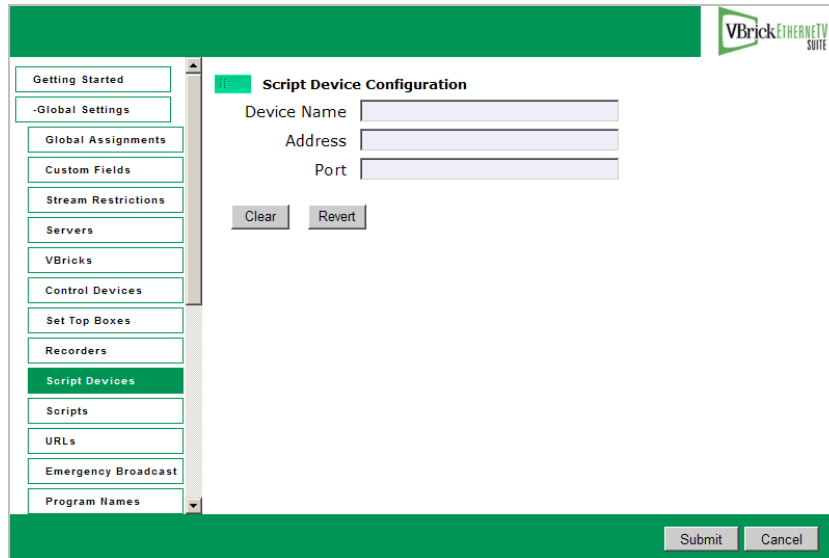 VBrick ETHERNETV
SUITE
Getting Started
-Global Settings
Global Assignments
Custom Fields
Stream Restrictions
Servers
VBricks
Control Devices
Set Top Boxes
Recorders
Script Devices
Scripts
URLs
Emergency Broadcast
Program Names
Script Device Configuration
Device Name
Address
Port
Clear Revert
Submit Cancel